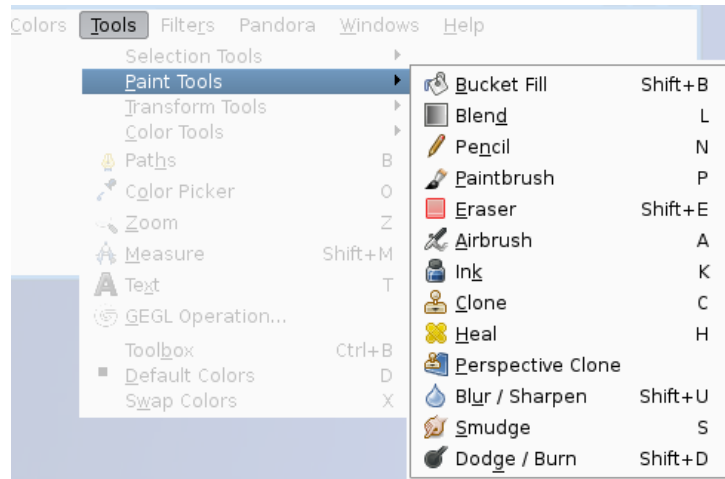 Colors Tools Filters Pandora Windows Help
Selection Tools
Paint Tools
Transform Tools
Color Tools
Paths B
Color Picker O
Zoom Z
Measure Shift+M
Text T
GEGL Operation...
Toolbox Ctrl+B
Default Colors D
Swap Colors X
Bucket Fill Shift+B
Blend L
Pencil N
Paintbrush P
Eraser Shift+E
Airbrush A
Ink K
Clone C
Heal H
Perspective Clone
Blur / Sharpen Shift+U
Smudge S
Dodge / Burn Shift+D